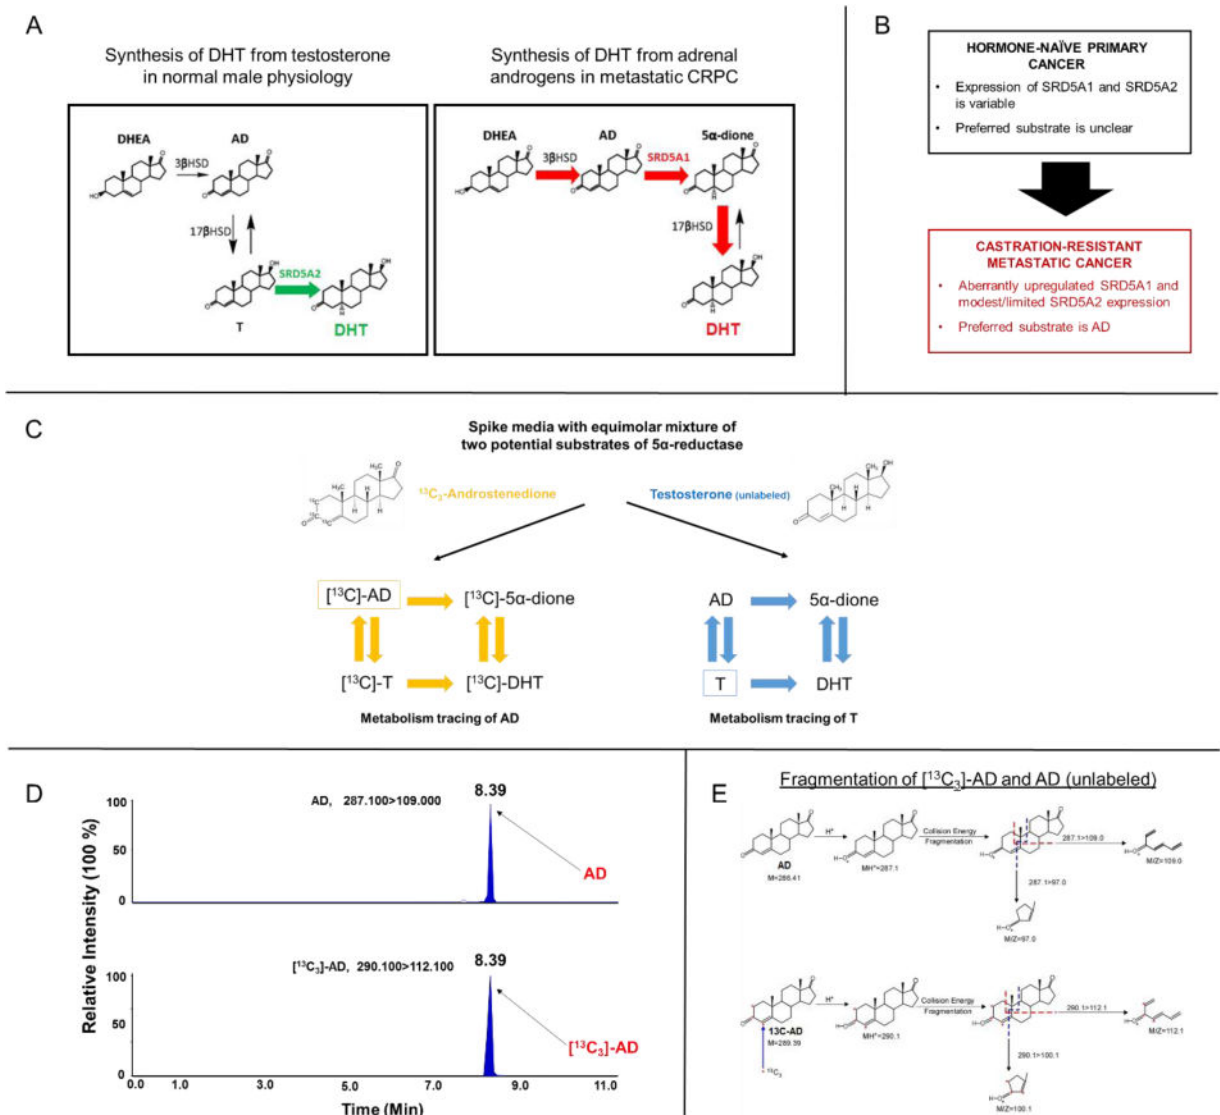 A
Synthesis of DHT from testosterone
in normal male physiology
DHEA
AD
3βHSD
HO
O
O
17βHSD
OH
SRD5A2
OH
O
O
H
T
DHT
Synthesis of DHT from adrenal
androgens in metastatic CRPC
DHEA
AD
5α-dione
3βHSD
SRD5A1
HO
O
O
H
17βHSD
OH
O
H
DHT
B
HORMONE-NAÏVE PRIMARY
CANCER
• Expression of SRD5A1 and SRD5A2
is variable
• Preferred substrate is unclear
CASTRATION-RESISTANT
METASTATIC CANCER
• Aberrantly upregulated SRD5A1 and
modest/limited SRD5A2 expression
• Preferred substrate is AD
C
Spike media with equimolar mixture of
two potential substrates of 5α-reductase
¹³C₃-Androstenedione
Testosterone (unlabeled)
[¹³C]-AD
[¹³C]-5α-dione
AD
5α-dione
[¹³C]-T
[¹³C]-DHT
T
DHT
Metabolism tracing of AD
Metabolism tracing of T
D
Relative Intensity (100 %)
AD, 287.100>109.000
8.39
AD
100
50
0
[¹³C₃]-AD, 290.100>112.100
8.39
[¹³C₃]-AD
100
50
0
0.0 1.0 3.0 5.0 7.0 9.0 11.0
Time (Min)
E
Fragmentation of [¹³C₃]-AD and AD (unlabeled)
AD
M=286.41
H⁺
MH⁺=287.1
Collision Energy
Fragmentation
287.1>109.0
M/Z=109.0
287.1>97.0
M/Z=97.0
13C-AD
M=289.39
H⁺
MH⁺=290.1
Collision Energy
Fragmentation
290.1>112.1
M/Z=112.1
290.1>100.1
M/Z=100.1
* ¹³C₃